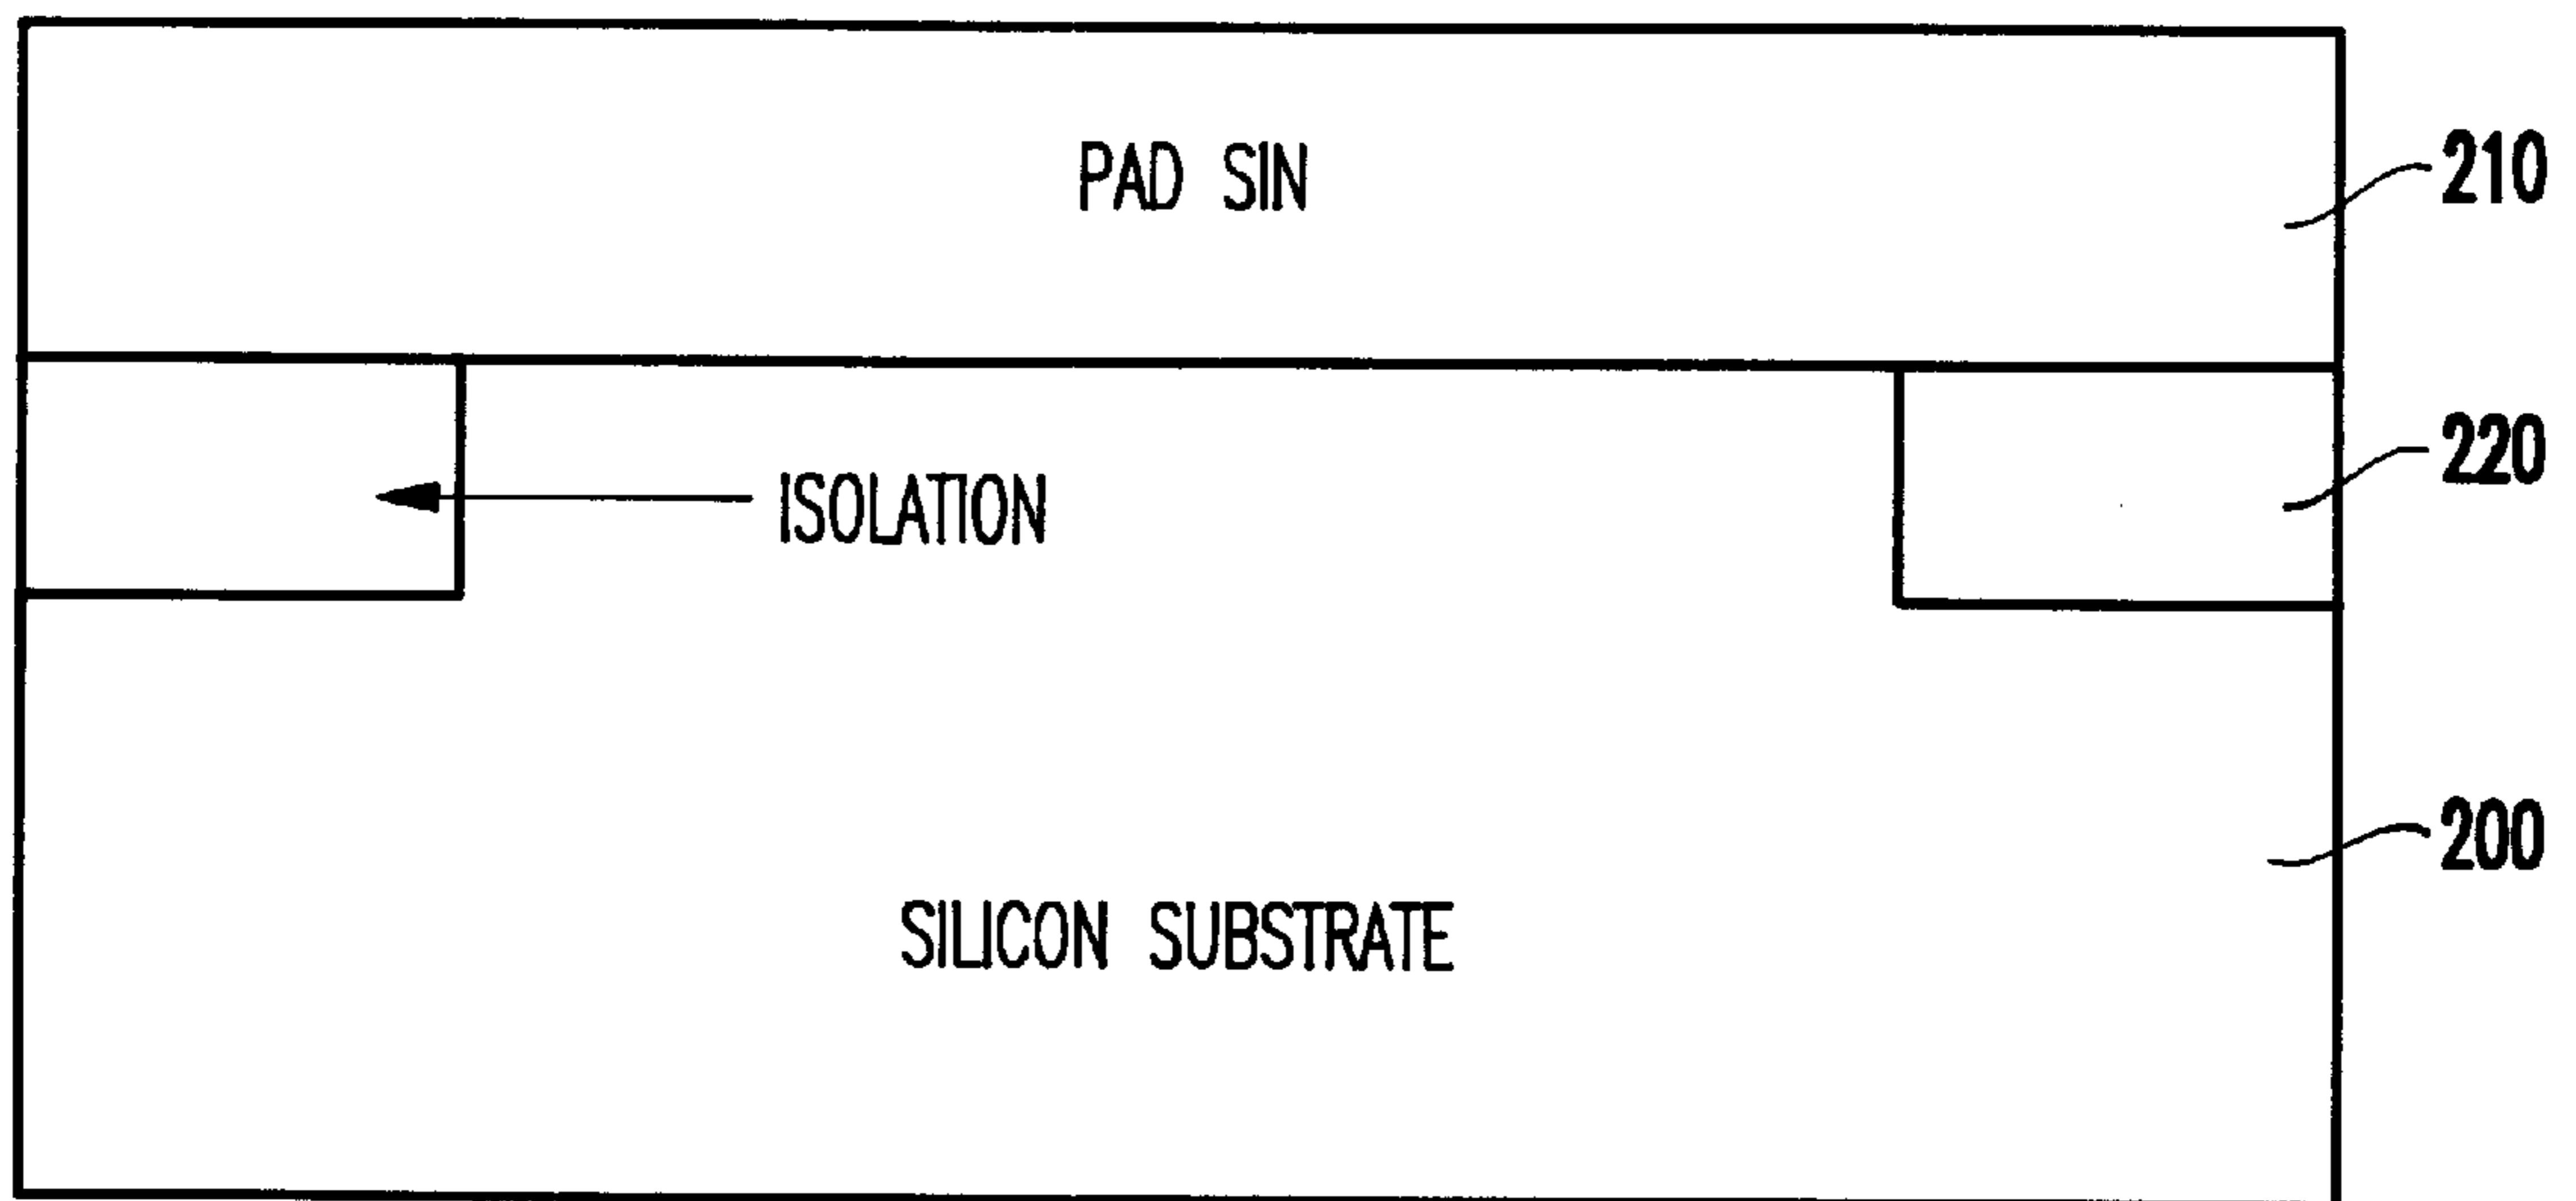 PAD SIN
210
ISOLATION
220
200
SILICON SUBSTRATE